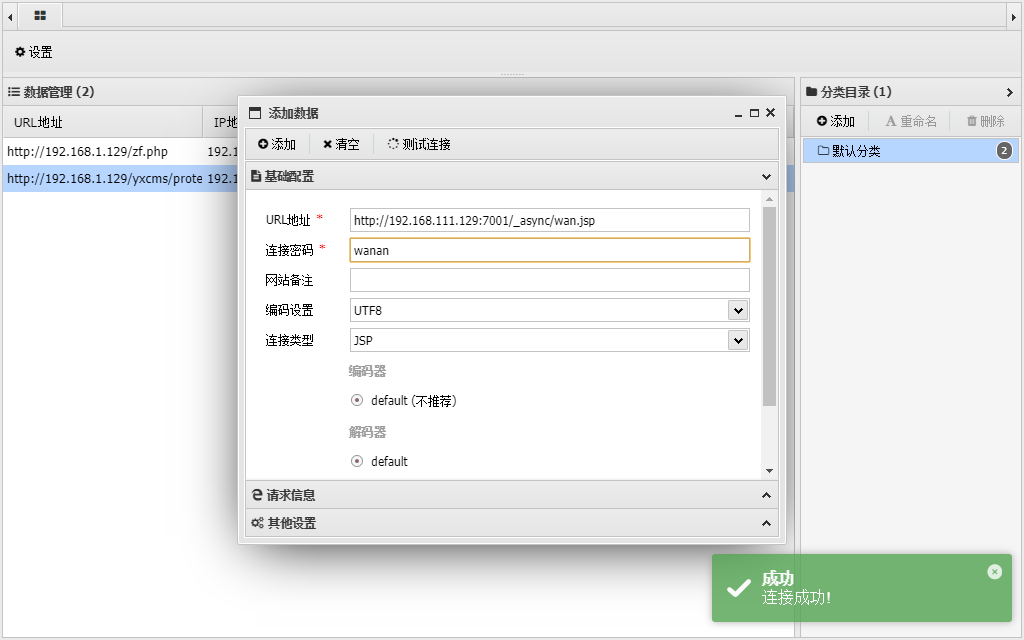 设置
数据管理 (2)
URL地址
IP地
http://192.168.1.129/zf.php
192.1
http://192.168.1.129/yxcms/prote
192.1
添加数据
添加
清空
测试连接
基础配置
URL地址 *
http://192.168.111.129:7001/_async/wan.jsp
连接密码 *
wanan
网站备注
编码设置
UTF8
连接类型
JSP
编码器
default (不推荐)
解码器
default
请求信息
其他设置
分类目录 (1)
添加
重命名
删除
默认分类
2
成功
连接成功!